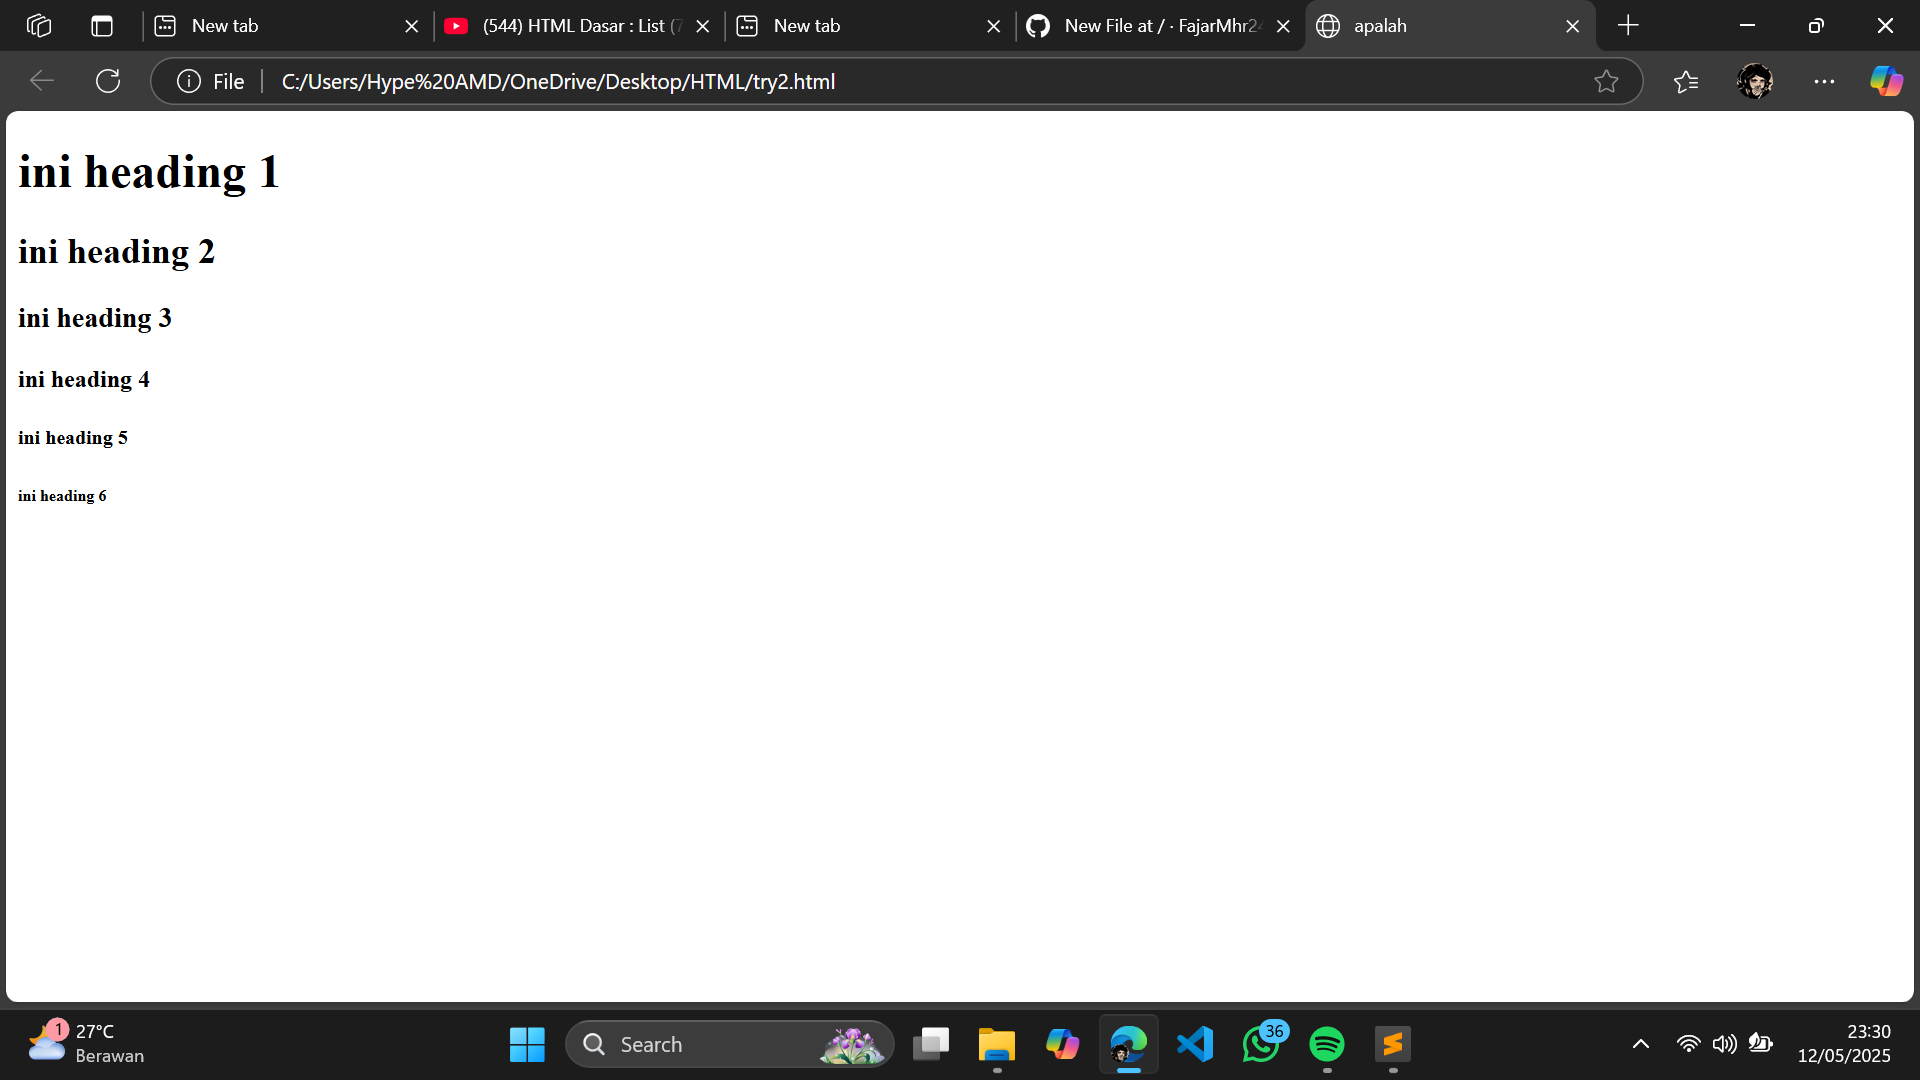 New tab
(544) HTML Dasar : List (7
New tab
New File at / · FajarMhr24
apalah
File
C:/Users/Hype%20AMD/OneDrive/Desktop/HTML/try2.html
ini heading 1
ini heading 2
ini heading 3
ini heading 4
ini heading 5
ini heading 6
1
27°C
Berawan
Search
36
23:30
12/05/2025